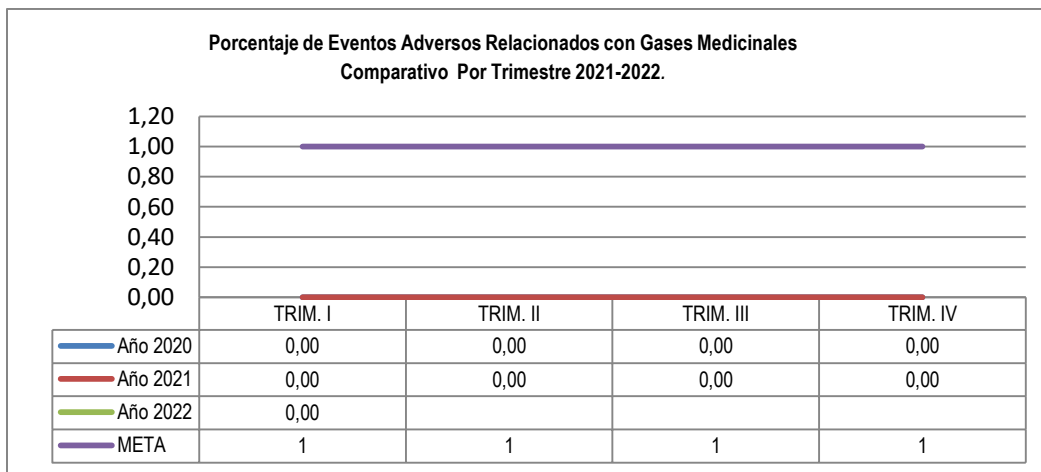 Porcentaje de Eventos Adversos Relacionados con Gases Medicinales
Comparativo Por Trimestre 2021-2022.
1,20
1,00
0,80
0,60
0,40
0,20
0,00
TRIM. I TRIM. II TRIM. III TRIM. IV
Año 2020 0,00 0,00 0,00 0,00
Año 2021 0,00 0,00 0,00 0,00
Año 2022 0,00
META 1 1 1 1